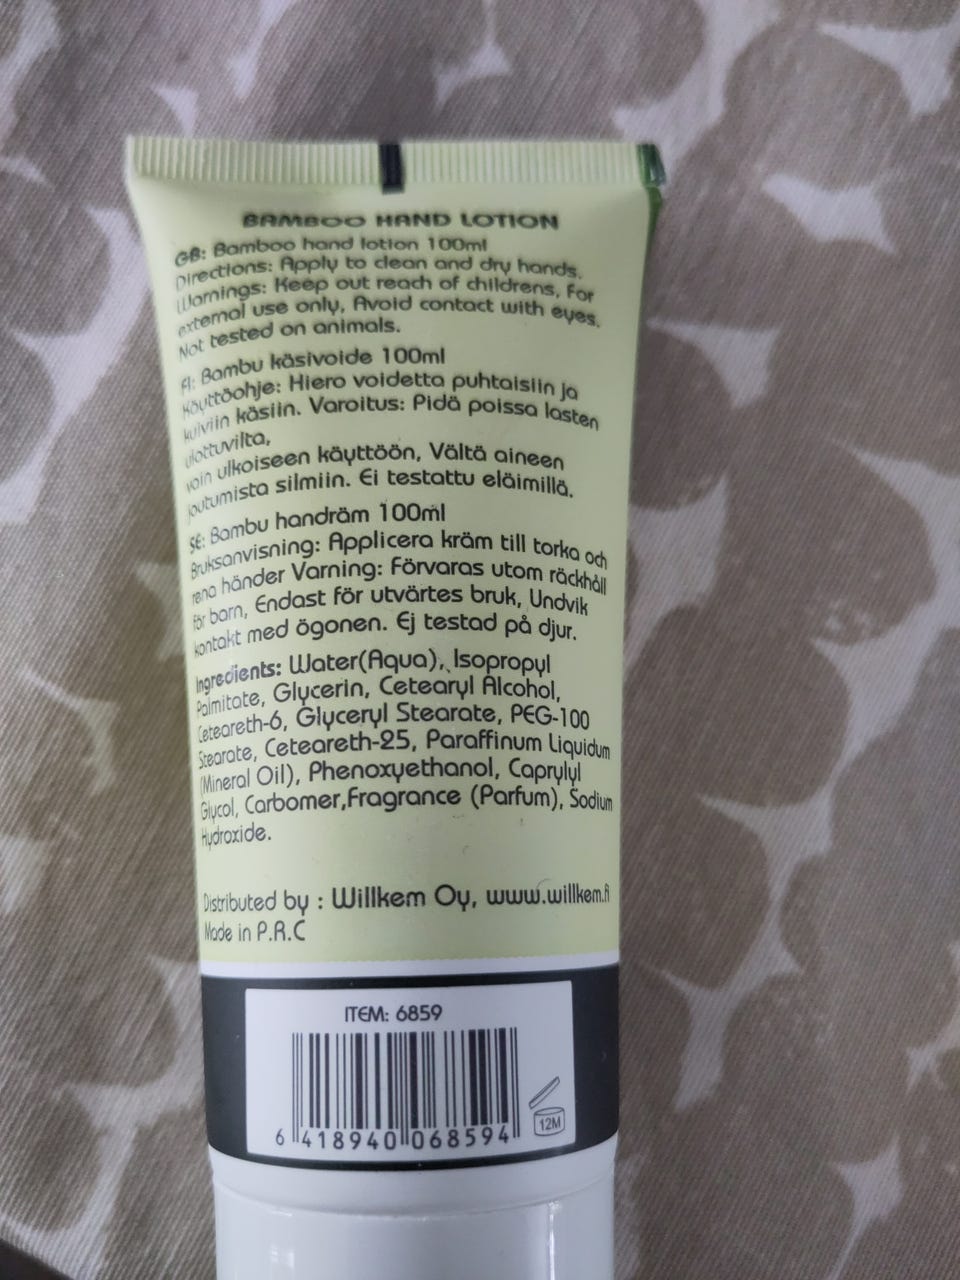 BAMBOO HAND LOTION
GB: Bamboo hand lotion 100ml
Directions: Apply to clean and dry hands.
Warnings: Keep out reach of childrens, For
external use only, Avoid contact with eyes.
Not tested on animals.
FI: Bambu käsivoide 100ml
Käyttöohje: Hiero voidetta puhtaisiin ja
kuiviin käsiin. Varoitus: Pidä poissa lasten
ulottuvilta,
vain ulkoiseen käyttöön, Vältä aineen
joutumista silmiin. Ei testattu eläimillä.
SE: Bambu handräm 100ml
Bruksanvisning: Applicera kräm till torka och
rena händer Varning: Förvaras utom räckhåll
för barn, Endast för utvärtes bruk, Undvik
kontakt med ögonen. Ej testad på djur.
Ingredients: Water(Aqua), Isopropyl
Palmitate, Glycerin, Cetearyl Alcohol,
Ceteareth-6, Glyceryl Stearate, PEG-100
Stearate, Ceteareth-25, Paraffinum Liquidum
(Mineral Oil), Phenoxyethanol, Caprylyl
Glycol, Carbomer,Fragrance (Parfum), Sodium
Hydroxide.
Distributed by : Willkem Oy, www.willkem.fi
Made in P.R.C
ITEM: 6859
12M
6 418940 068594